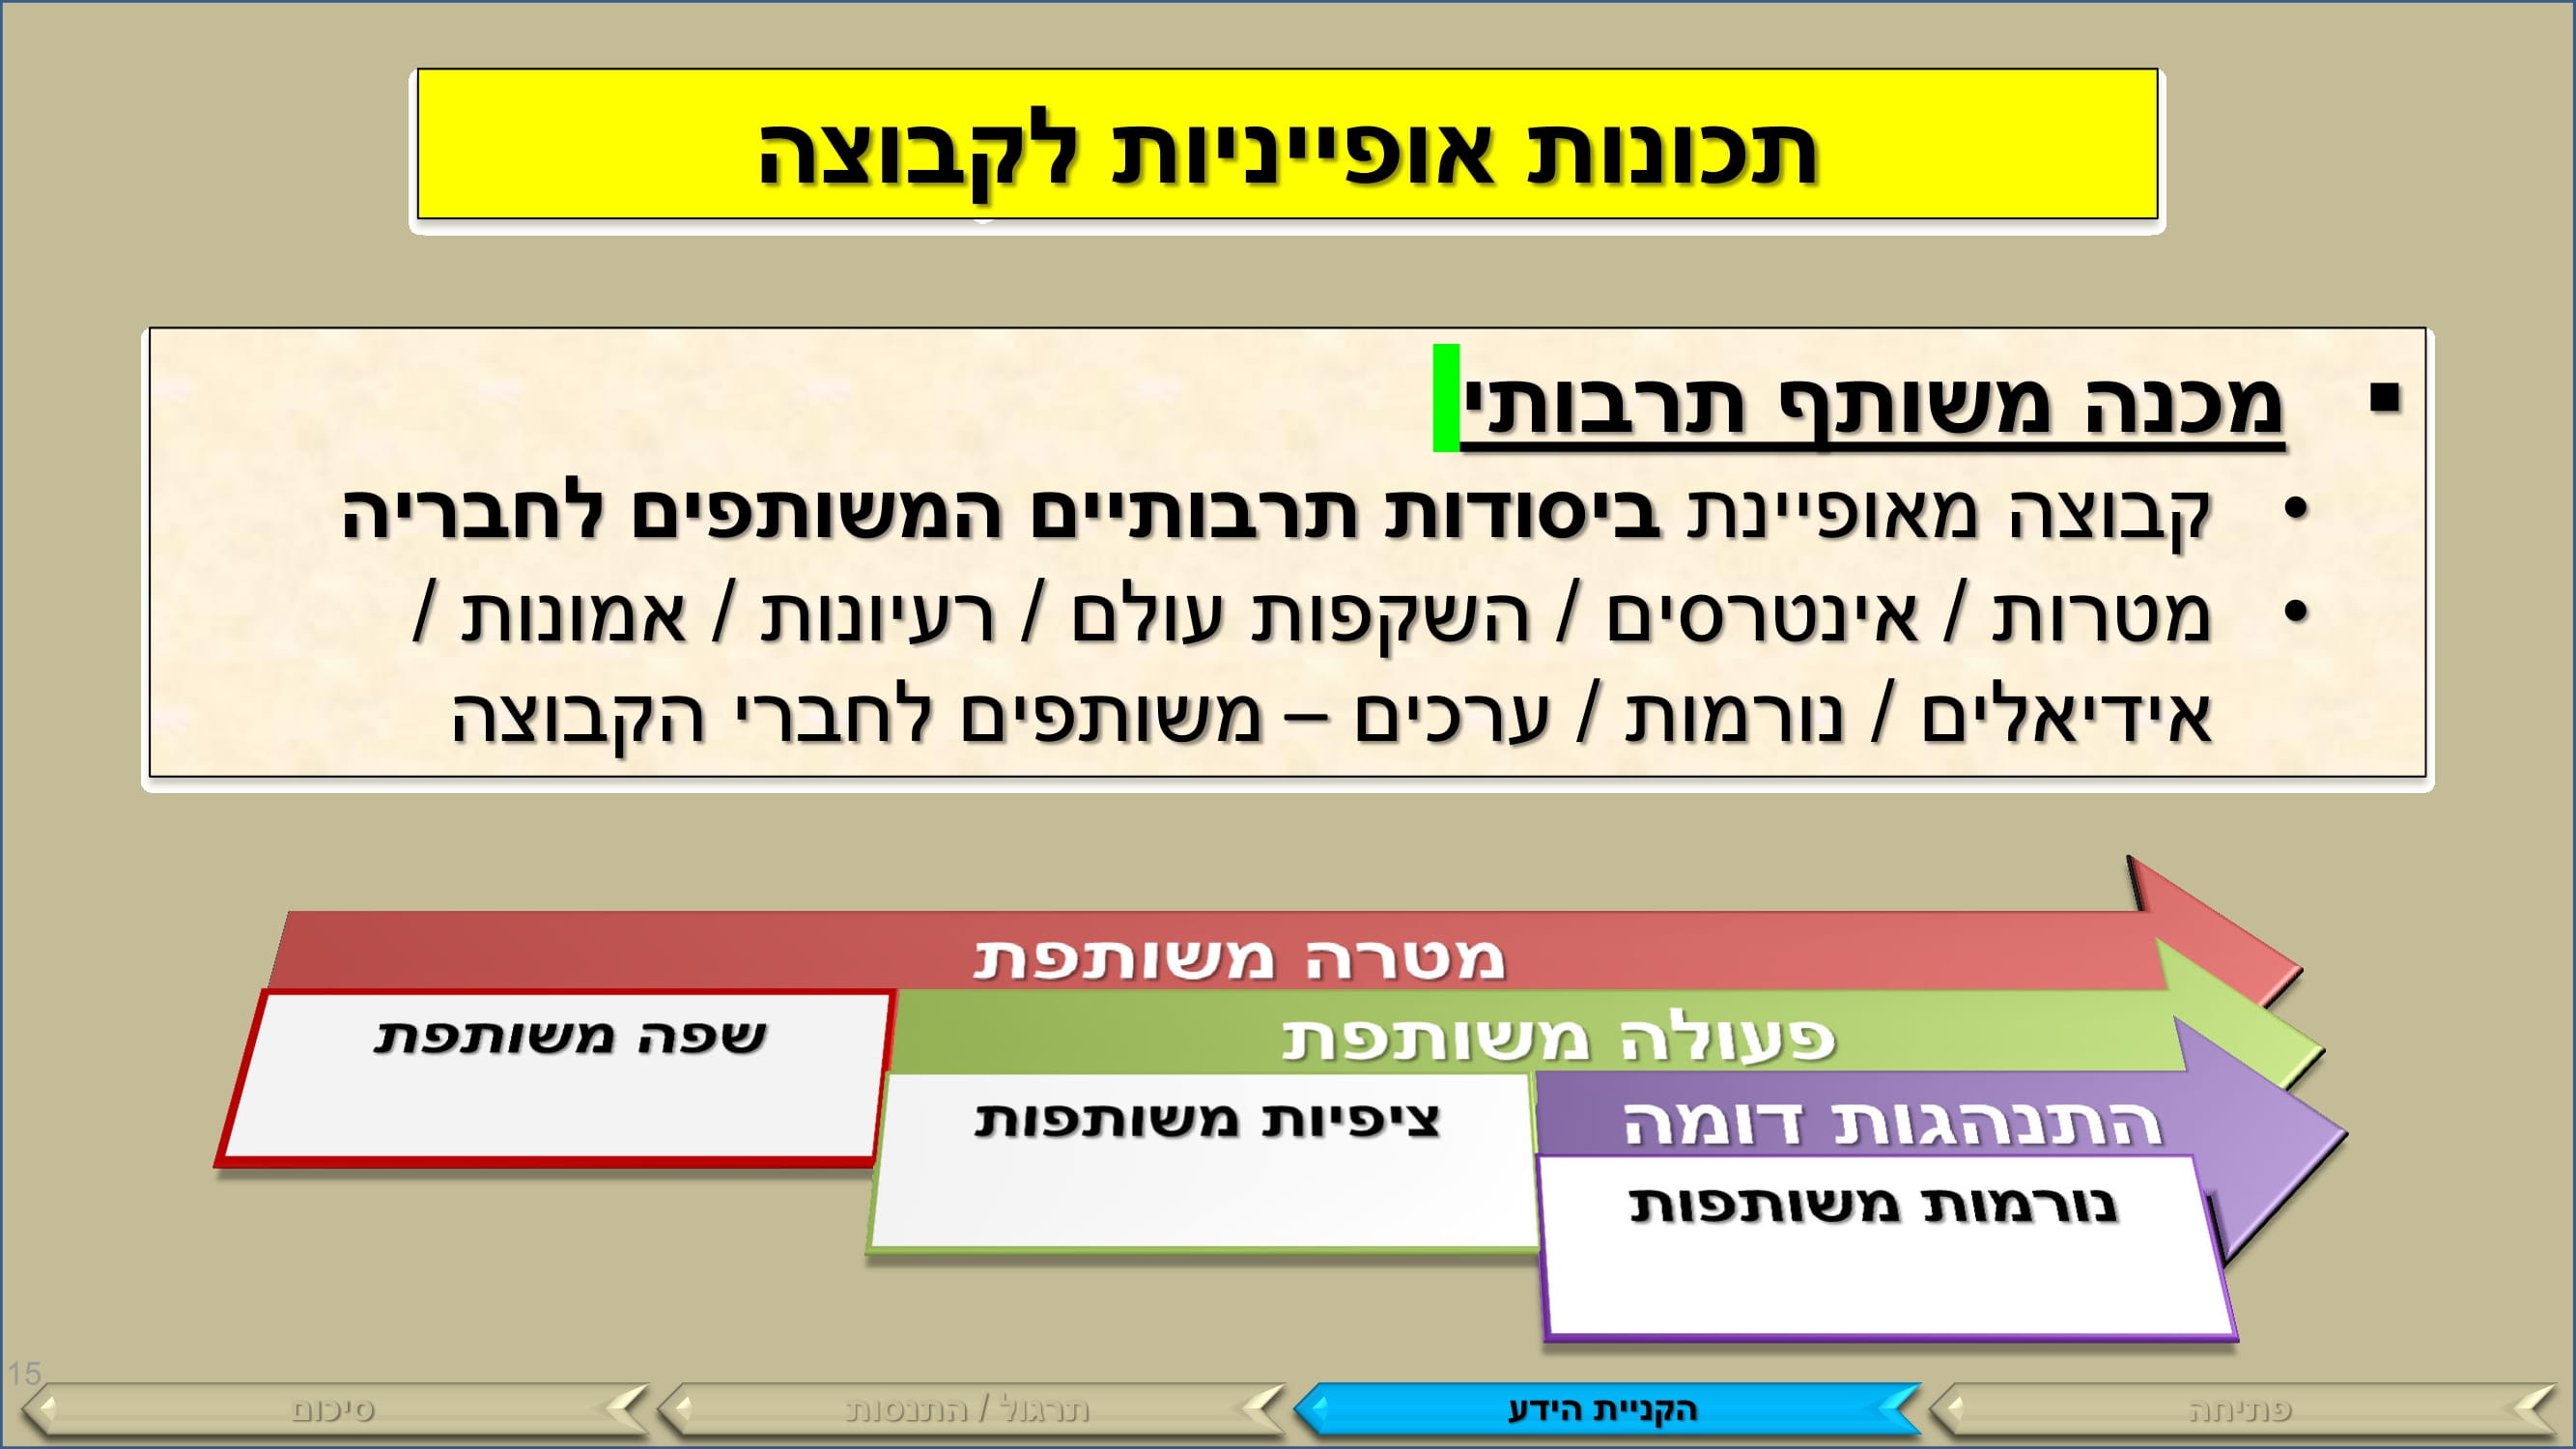 תכונות אופייניות לקבוצה
▪ מכנה משותף תרבותי
• קבוצה מאופיינת ביסודות תרבותיים המשותפים לחבריה
• מטרות / אינטרסים / השקפות עולם / רעיונות / אמונות /
אידיאלים / נורמות / ערכים – משותפים לחברי הקבוצה
מטרה משותפת
שפה משותפת
פעולה משותפת
ציפיות משותפות
התנהגות דומה
נורמות משותפות
15
פתיחה
הקניית הידע
תרגול / התנסות
סיכום